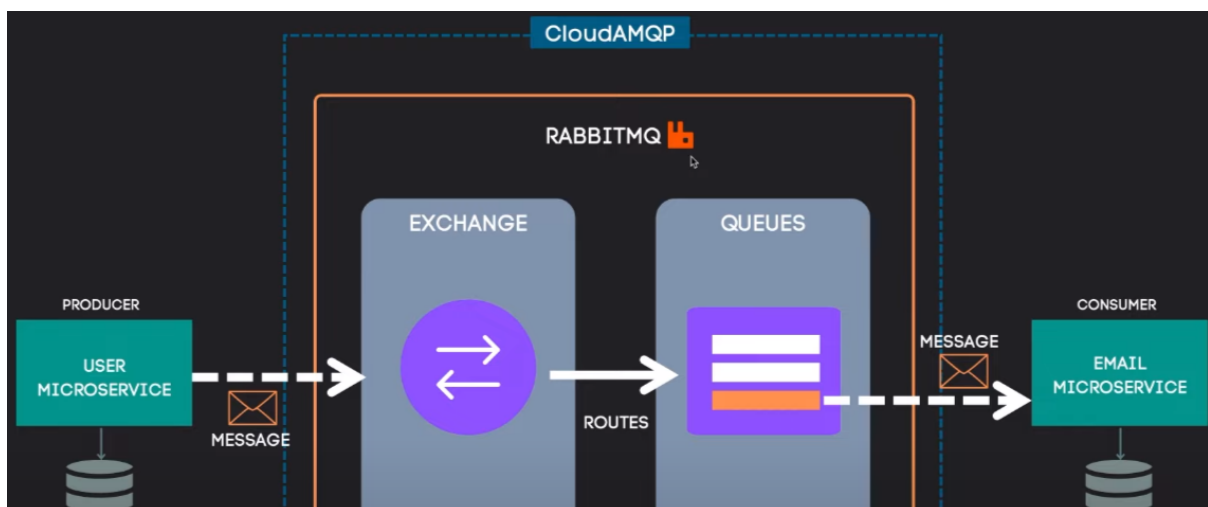 CloudAMQP
RABBITMQ
EXCHANGE
QUEUES
PRODUCER
USER
MICROSERVICE
MESSAGE
ROUTES
MESSAGE
CONSUMER
EMAIL
MICROSERVICE